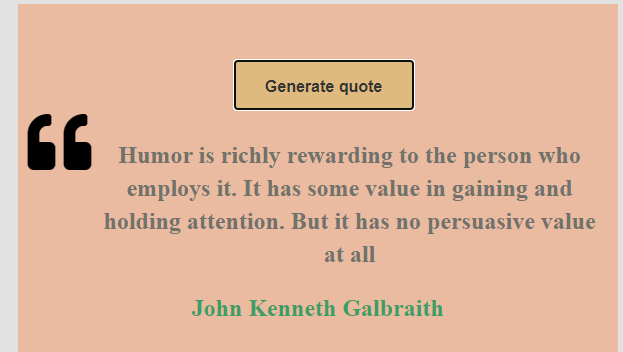 Generate quote
Humor is richly rewarding to the person who
employs it. It has some value in gaining and
holding attention. But it has no persuasive value
at all
John Kenneth Galbraith